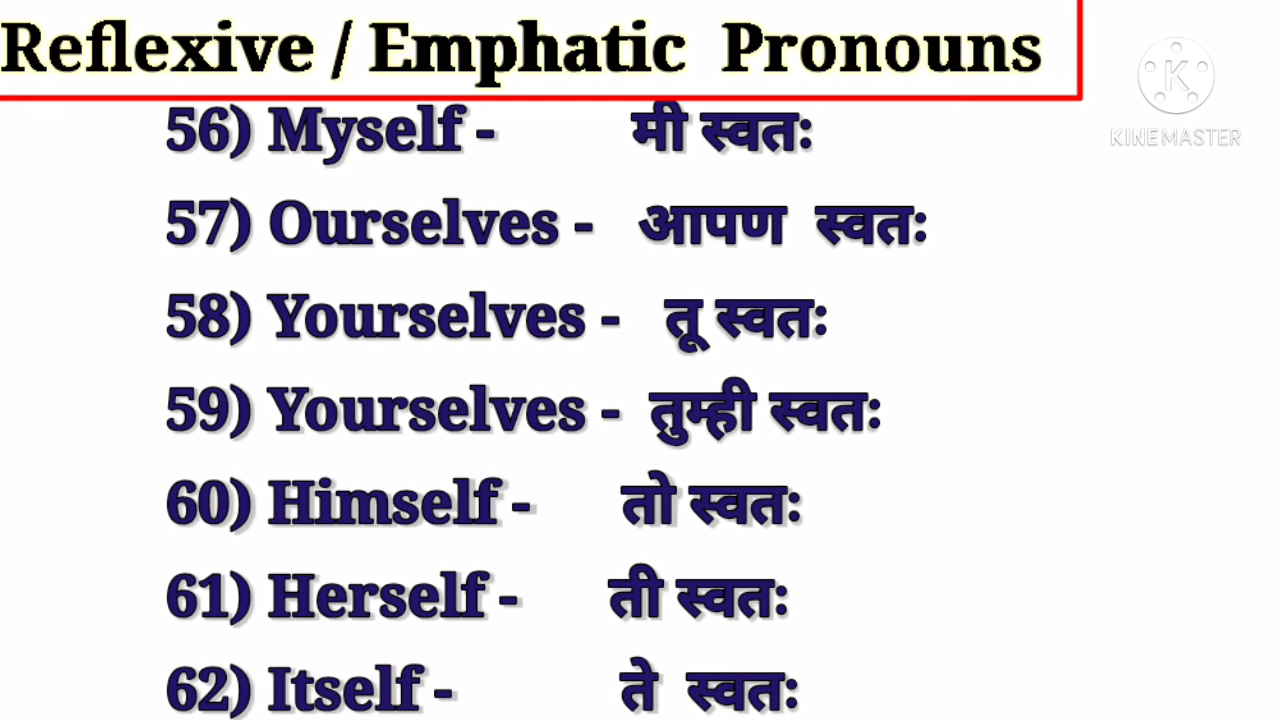 Reflexive / Emphatic Pronouns
K
KINEMASTER
56) Myself - मी स्वतः
57) Ourselves - आपण स्वतः
58) Yourselves - तू स्वतः
59) Yourselves - तुम्ही स्वतः
60) Himself - तो स्वतः
61) Herself - ती स्वतः
62) Itself - ते स्वतः